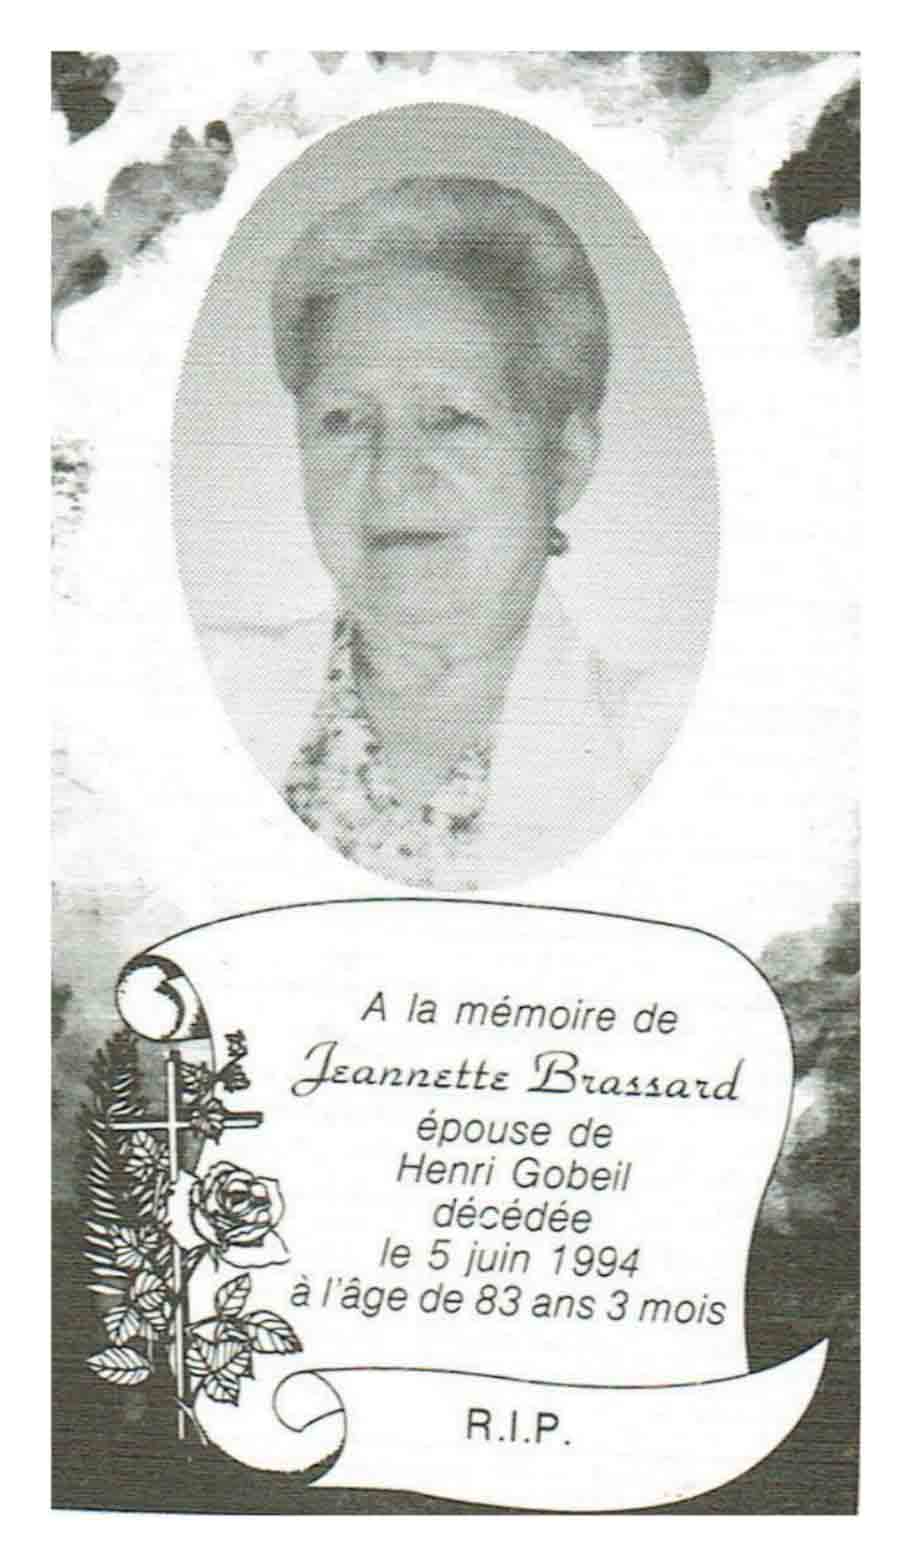 A la mémoire de
Jeannette Brassard
épouse de
Henri Gobeil
décédée
le 5 juin 1994
à l'âge de 83 ans 3 mois
R.I.P.